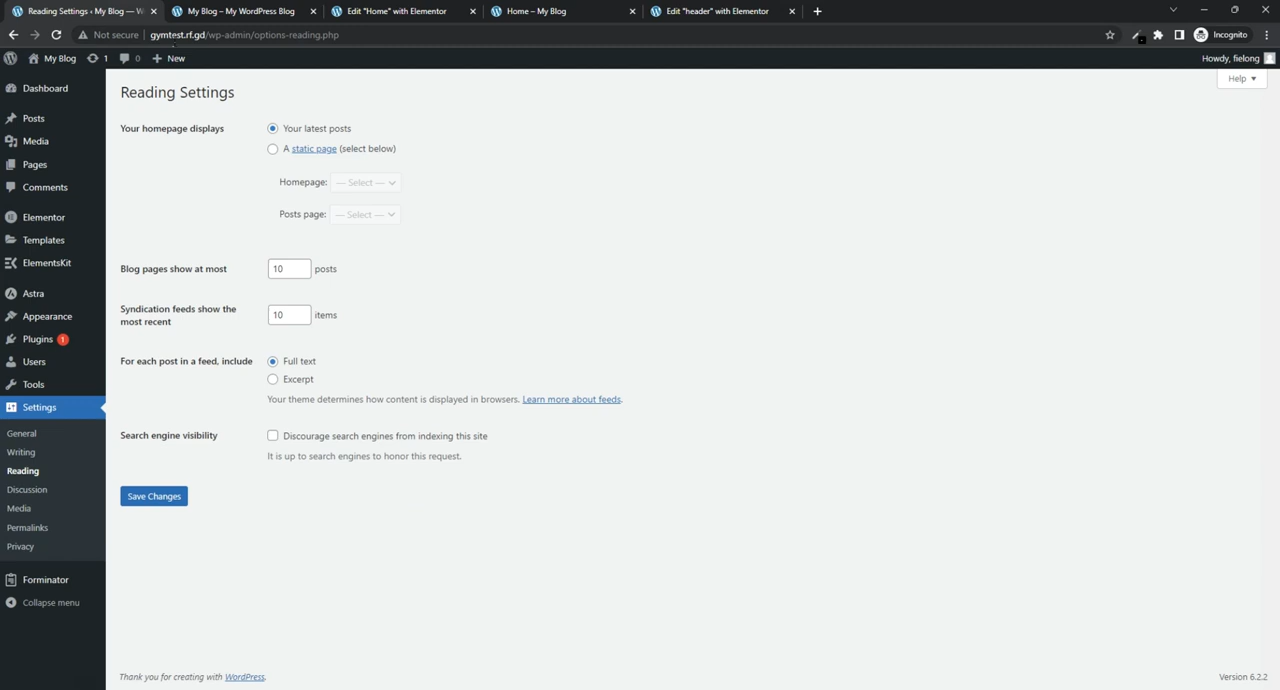 Reading Settings ‹ My Blog — W
My Blog – My WordPress Blog
Edit "Home" with Elementor
Home – My Blog
Edit "header" with Elementor
Not secure
gymtest.rf.gd/wp-admin/options-reading.php
Incognito
My Blog
1
0
New
Howdy, fielong
Help
Dashboard
Posts
Media
Pages
Comments
Elementor
Templates
ElementsKit
Astra
Appearance
Plugins 1
Users
Tools
Settings
General
Writing
Reading
Discussion
Media
Permalinks
Privacy
Forminator
Collapse menu
Reading Settings
Your homepage displays
Your latest posts
A static page (select below)
Homepage: — Select —
Posts page: — Select —
Blog pages show at most 10 posts
Syndication feeds show the
most recent
10 items
For each post in a feed, include
Full text
Excerpt
Your theme determines how content is displayed in browsers. Learn more about feeds.
Search engine visibility
Discourage search engines from indexing this site
It is up to search engines to honor this request.
Save Changes
Thank you for creating with WordPress.
Version 6.2.2